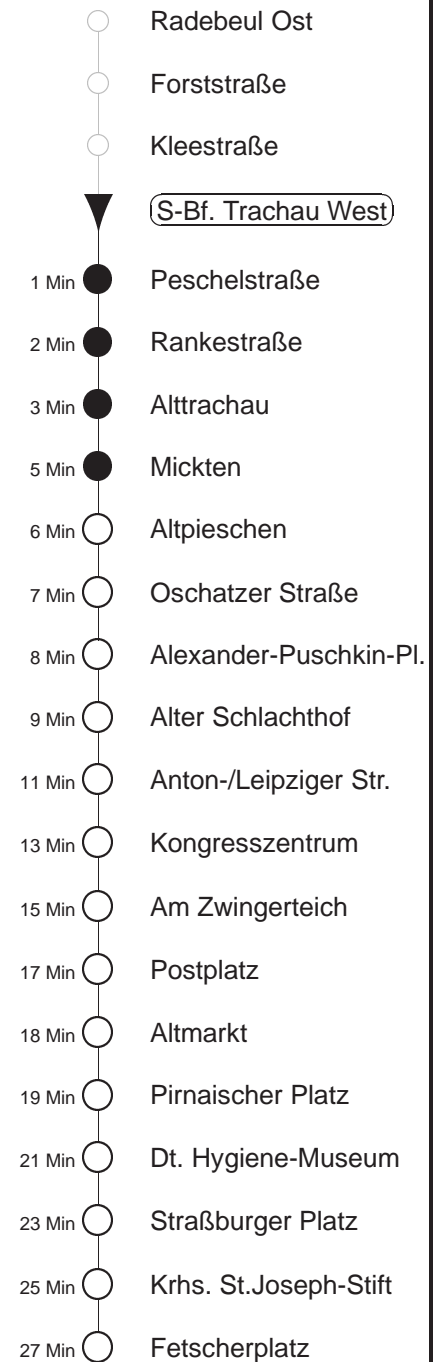 Radebeul Ost
Forststraße
Kleestraße
S-Bf. Trachau West
1 Min Peschelstraße
2 Min Rankestraße
3 Min Alttrachau
5 Min Mickten
6 Min Altpieschen
7 Min Oschatzer Straße
8 Min Alexander-Puschkin-Pl.
9 Min Alter Schlachthof
11 Min Anton-/Leipziger Str.
13 Min Kongresszentrum
15 Min Am Zwingerteich
17 Min Postplatz
18 Min Altmarkt
19 Min Pirnaischer Platz
21 Min Dt. Hygiene-Museum
23 Min Straßburger Platz
25 Min Krhs. St.Joseph-Stift
27 Min Fetscherplatz